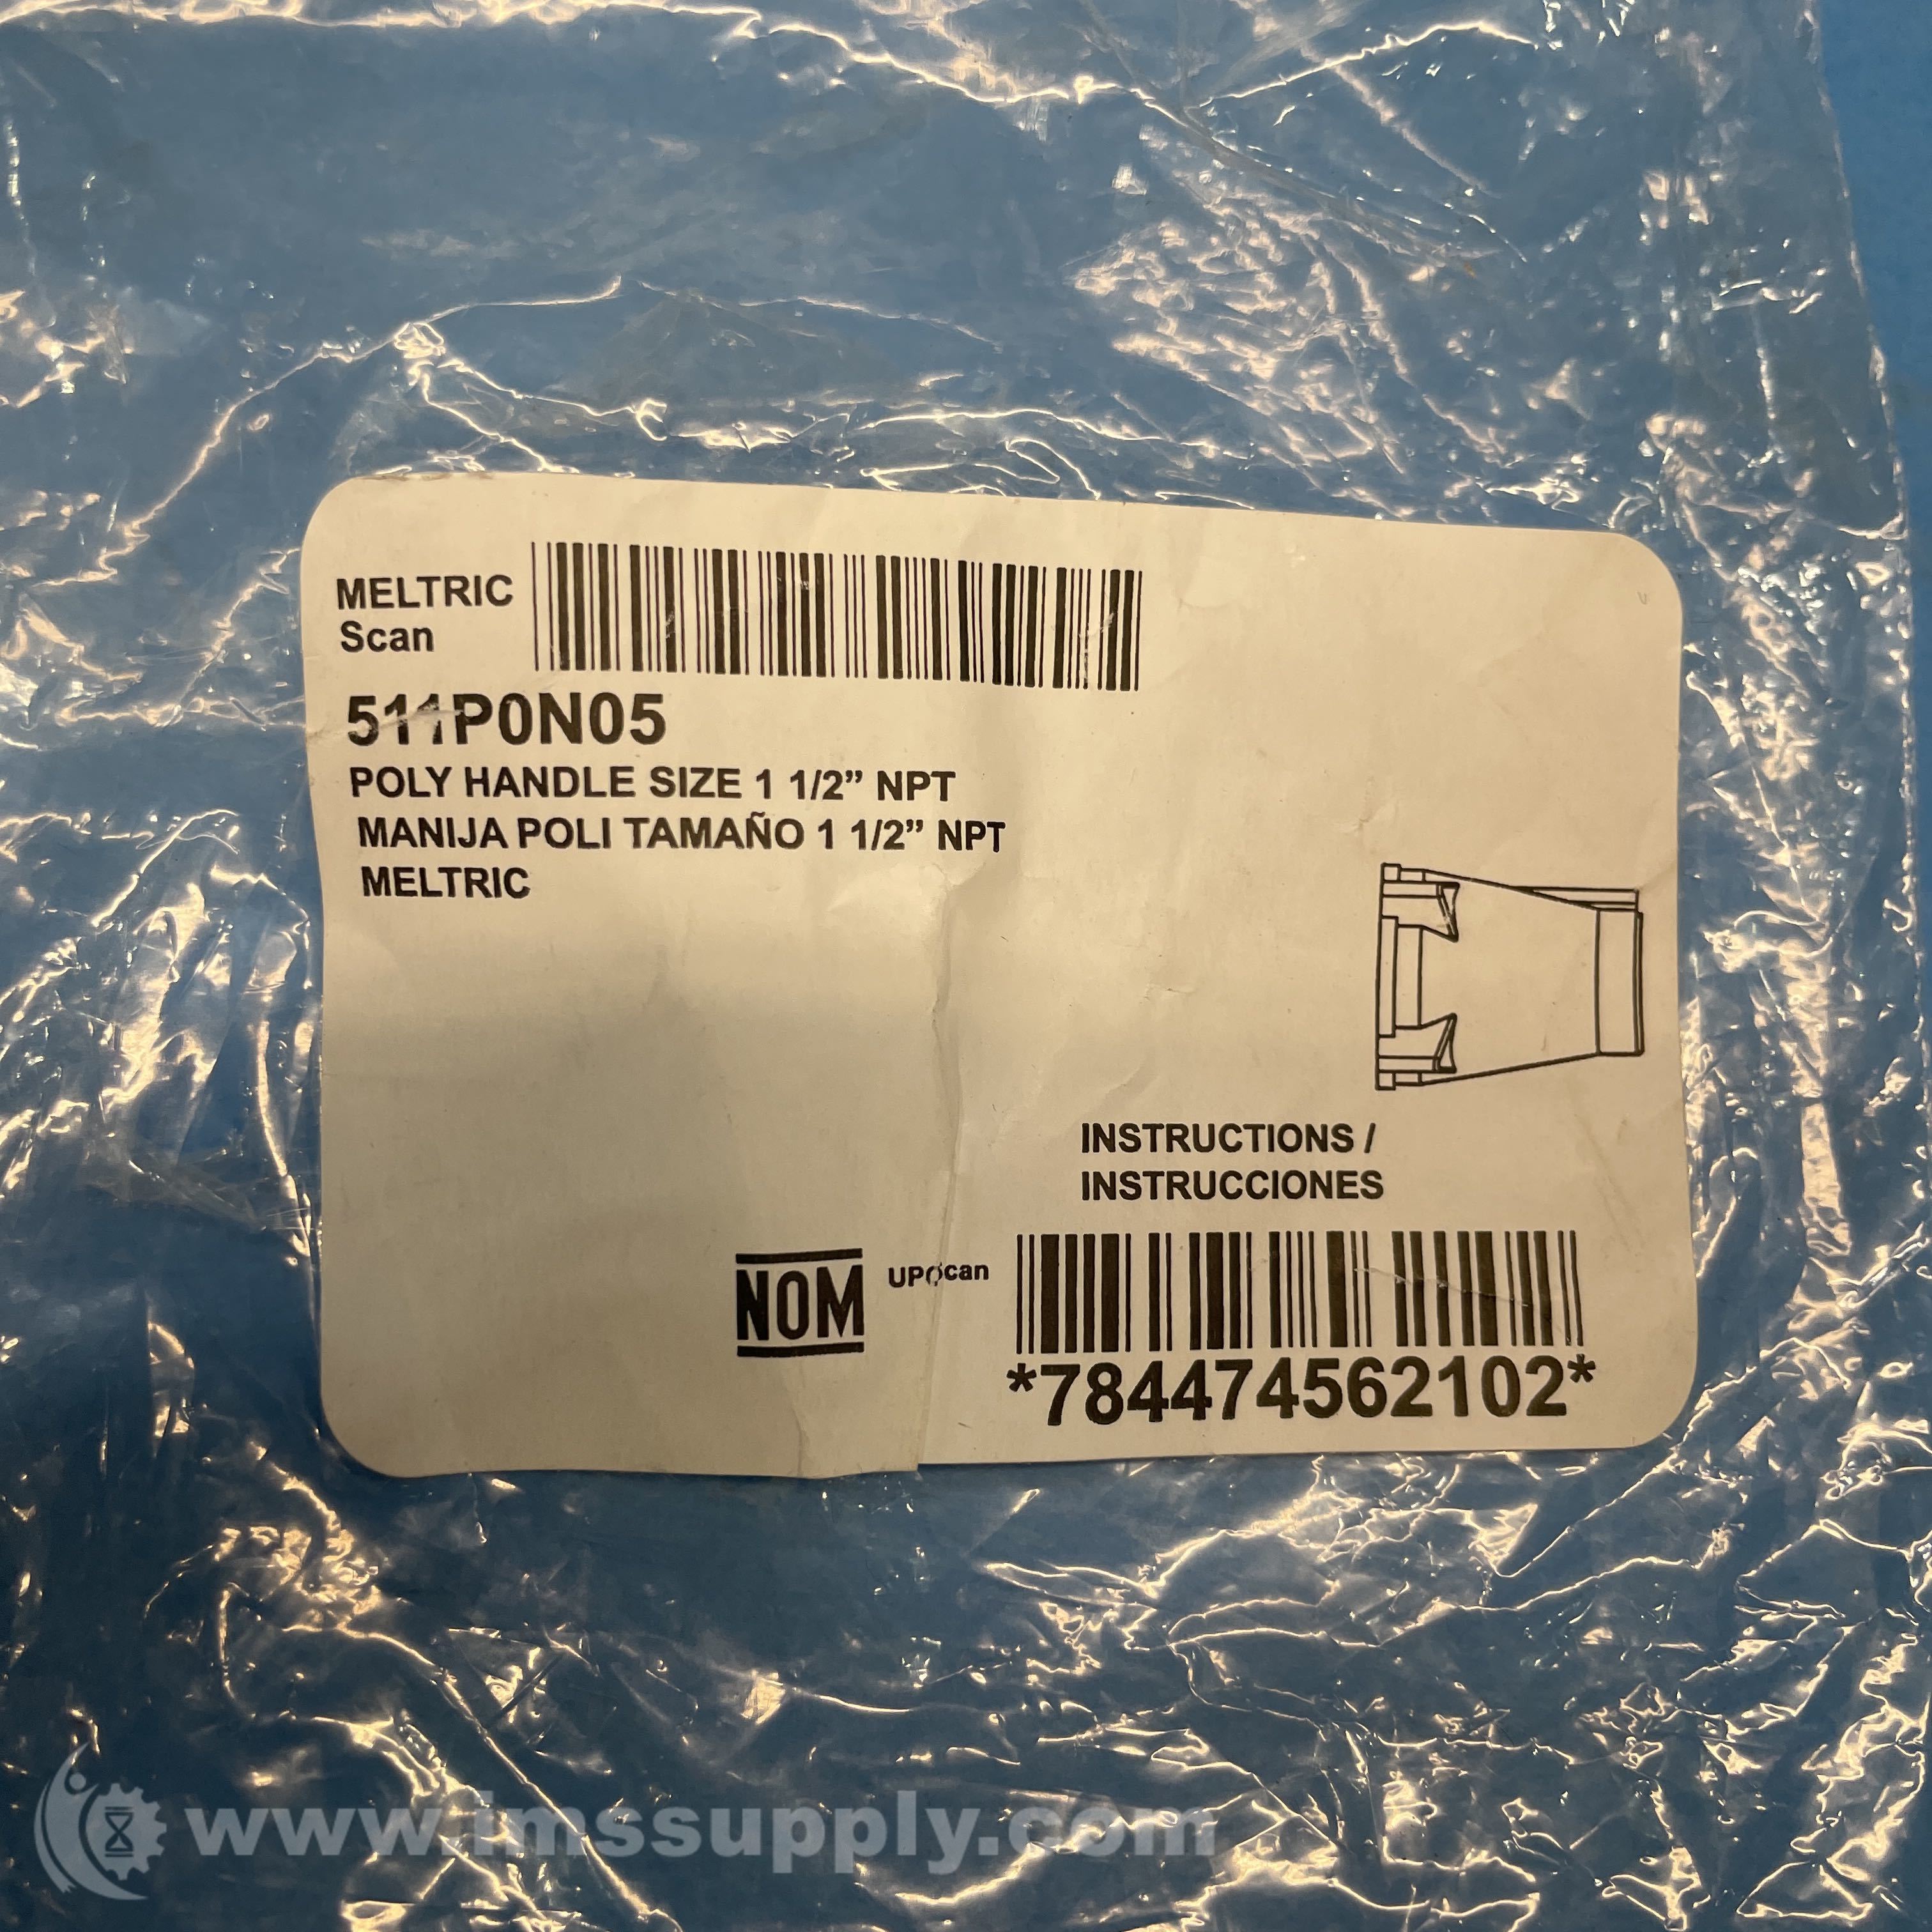 MELTRIC
Scan
511P0N05
POLY HANDLE SIZE 1 1/2” NPT
MANIJA POLI TAMAÑO 1 1/2” NPT
MELTRIC
INSTRUCTIONS /
INSTRUCCIONES
NOM
*784474562102*
www.imssupply.com